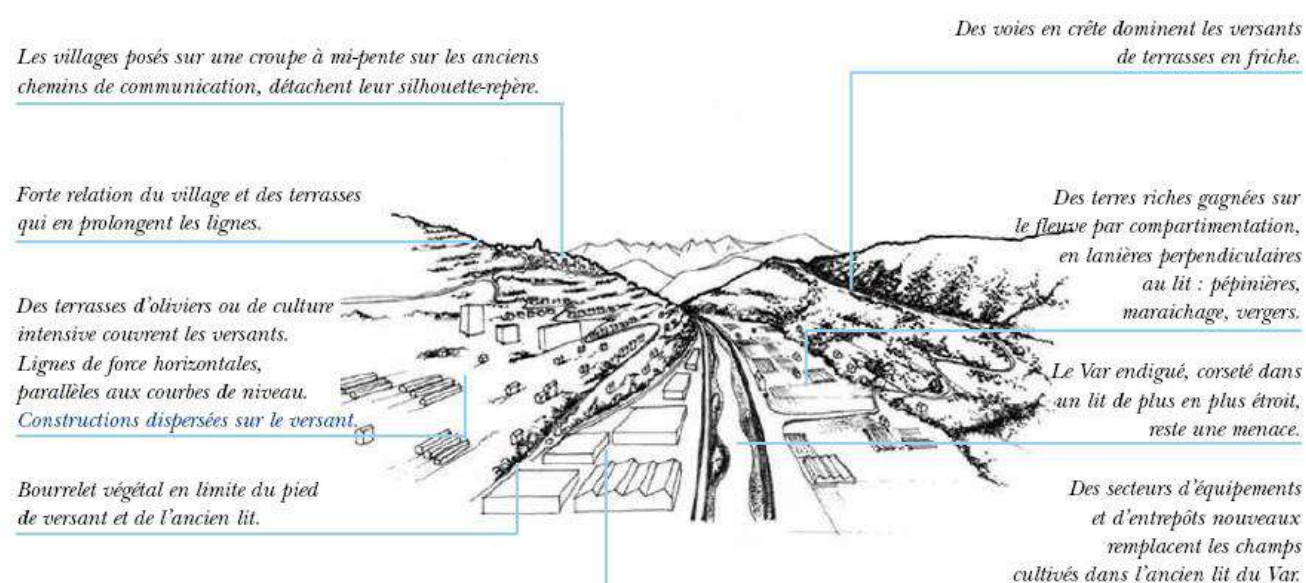 Les villages posés sur une croupe à mi-pente sur les anciens
chemins de communication, détachent leur silhouette-repère.
Forte relation du village et des terrasses
qui en prolongent les lignes.
Des terrasses d'oliviers ou de culture
intensive couvrent les versants.
Lignes de force horizontales,
parallèles aux courbes de niveau.
Constructions dispersées sur le versant.
Bourrelet végétal en limite du pied
de versant et de l'ancien lit.
Des voies en crête dominent les versants
de terrasses en friche.
Des terres riches gagnées sur
le fleuve par compartimentation,
en lanières perpendiculaires
au lit : pépinières,
maraichage, vergers.
Le Var endigué, corseté dans
un lit de plus en plus étroit,
reste une menace.
Des secteurs d'équipements
et d'entrepôts nouveaux
remplacent les champs
cultivés dans l'ancien lit du Var.